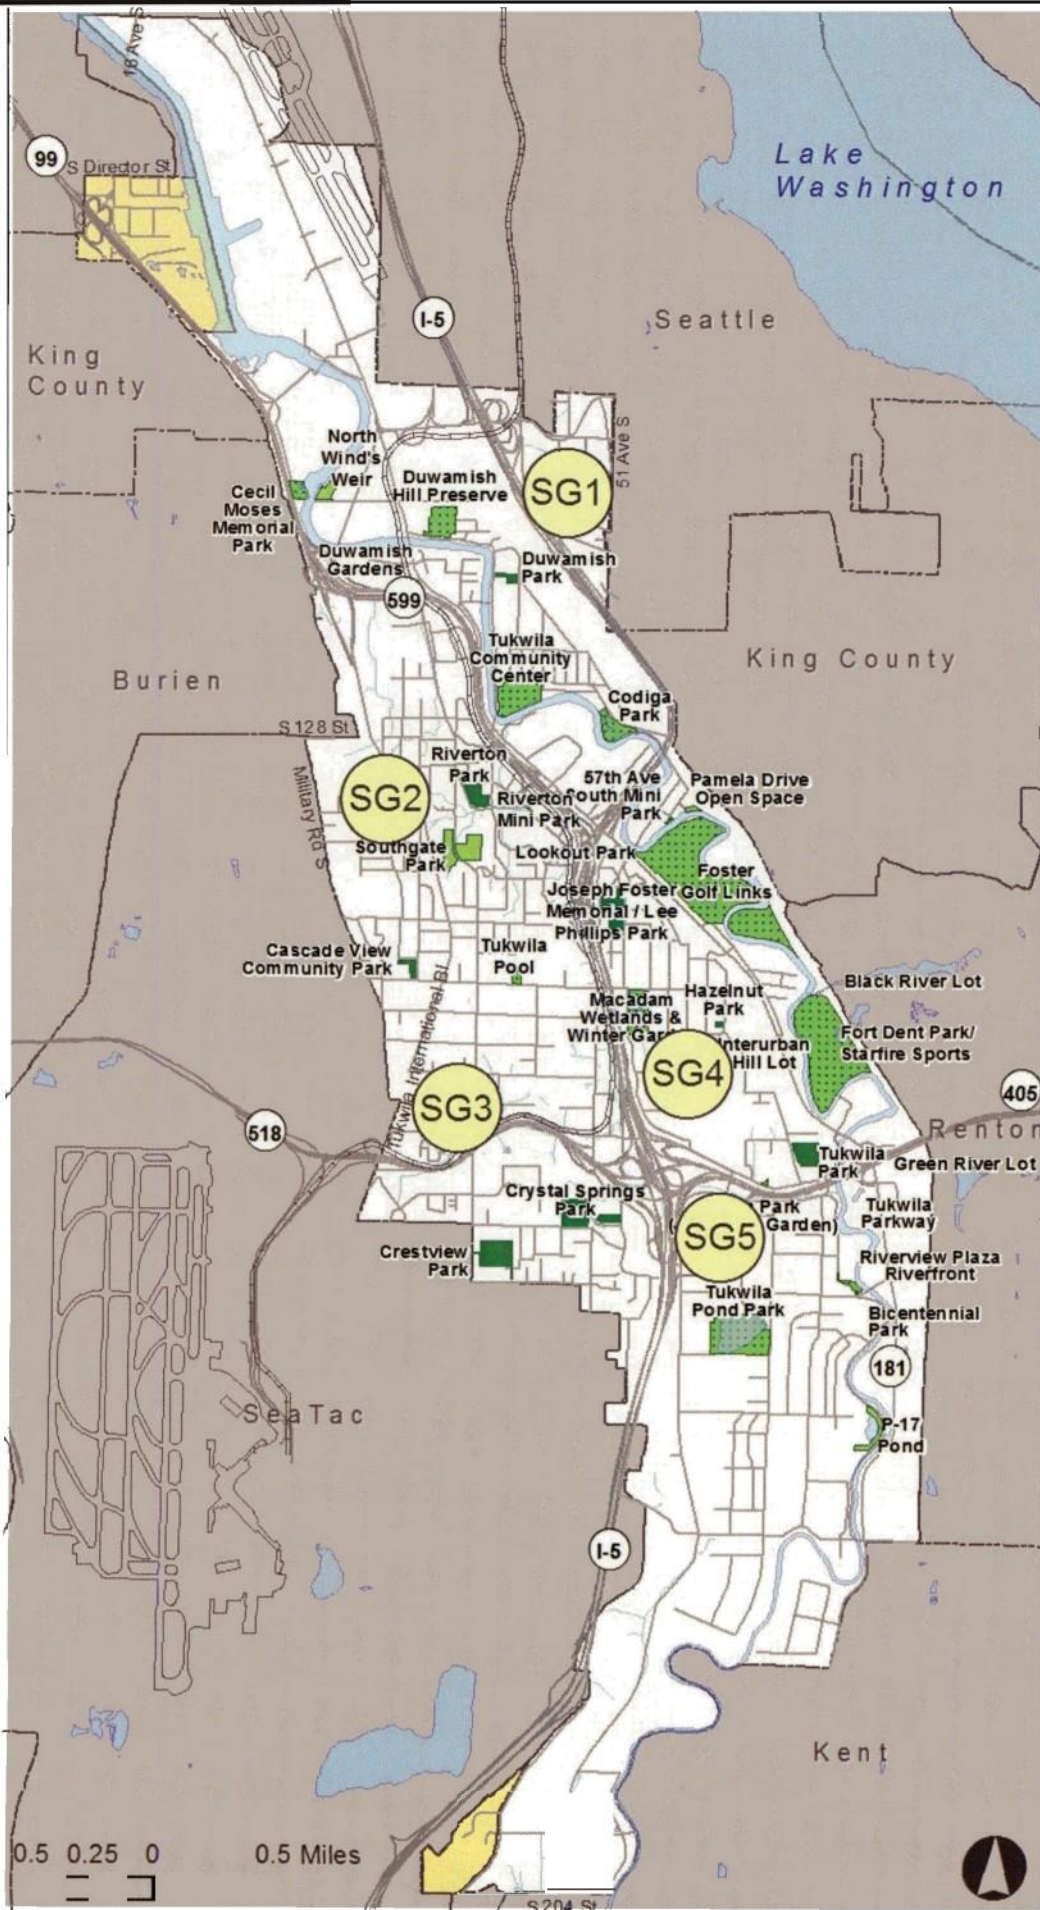 18 Ave S
99
S Director St
Lake
Washington
I-5
Seattle
King
County
51 Ave S
North
Wind's
Weir
Duwamish
Hill Preserve
SG1
Cecil
Moses
Memorial
Park
Duwamish
Gardens
Duwamish
Park
599
Tukwila
Community
Center
King County
Burien
Codiga
Park
S 128 St
Military Rd S
Riverton
Park
SG2
Riverton
Mini Park
57th Ave
South Mini
Park
Pamela Drive
Open Space
Southgate
Park
Lookout Park
Foster
Golf Links
Joseph Foster
Memorial / Lee
Phillips Park
Cascade View
Community Park
Tukwila
Pool
Tukwila International Bl
Black River Lot
Macadam
Wetlands &
Winter Gar
Hazelnut
Park
Fort Dent Park/
Starfire Sports
Interurban
Hill Lot
SG4
SG3
405
518
Renton
Tukwila
Park
Green River Lot
Crystal Springs
Park
Park
Garden)
Tukwila
Parkway
SG5
Crestview
Park
Riverview Plaza
Riverfront
Tukwila
Pond Park
Bicentennial
Park
181
SeaTac
P-17
Pond
I-5
Kent
0.5 0.25 0 0.5 Miles
S 204 St